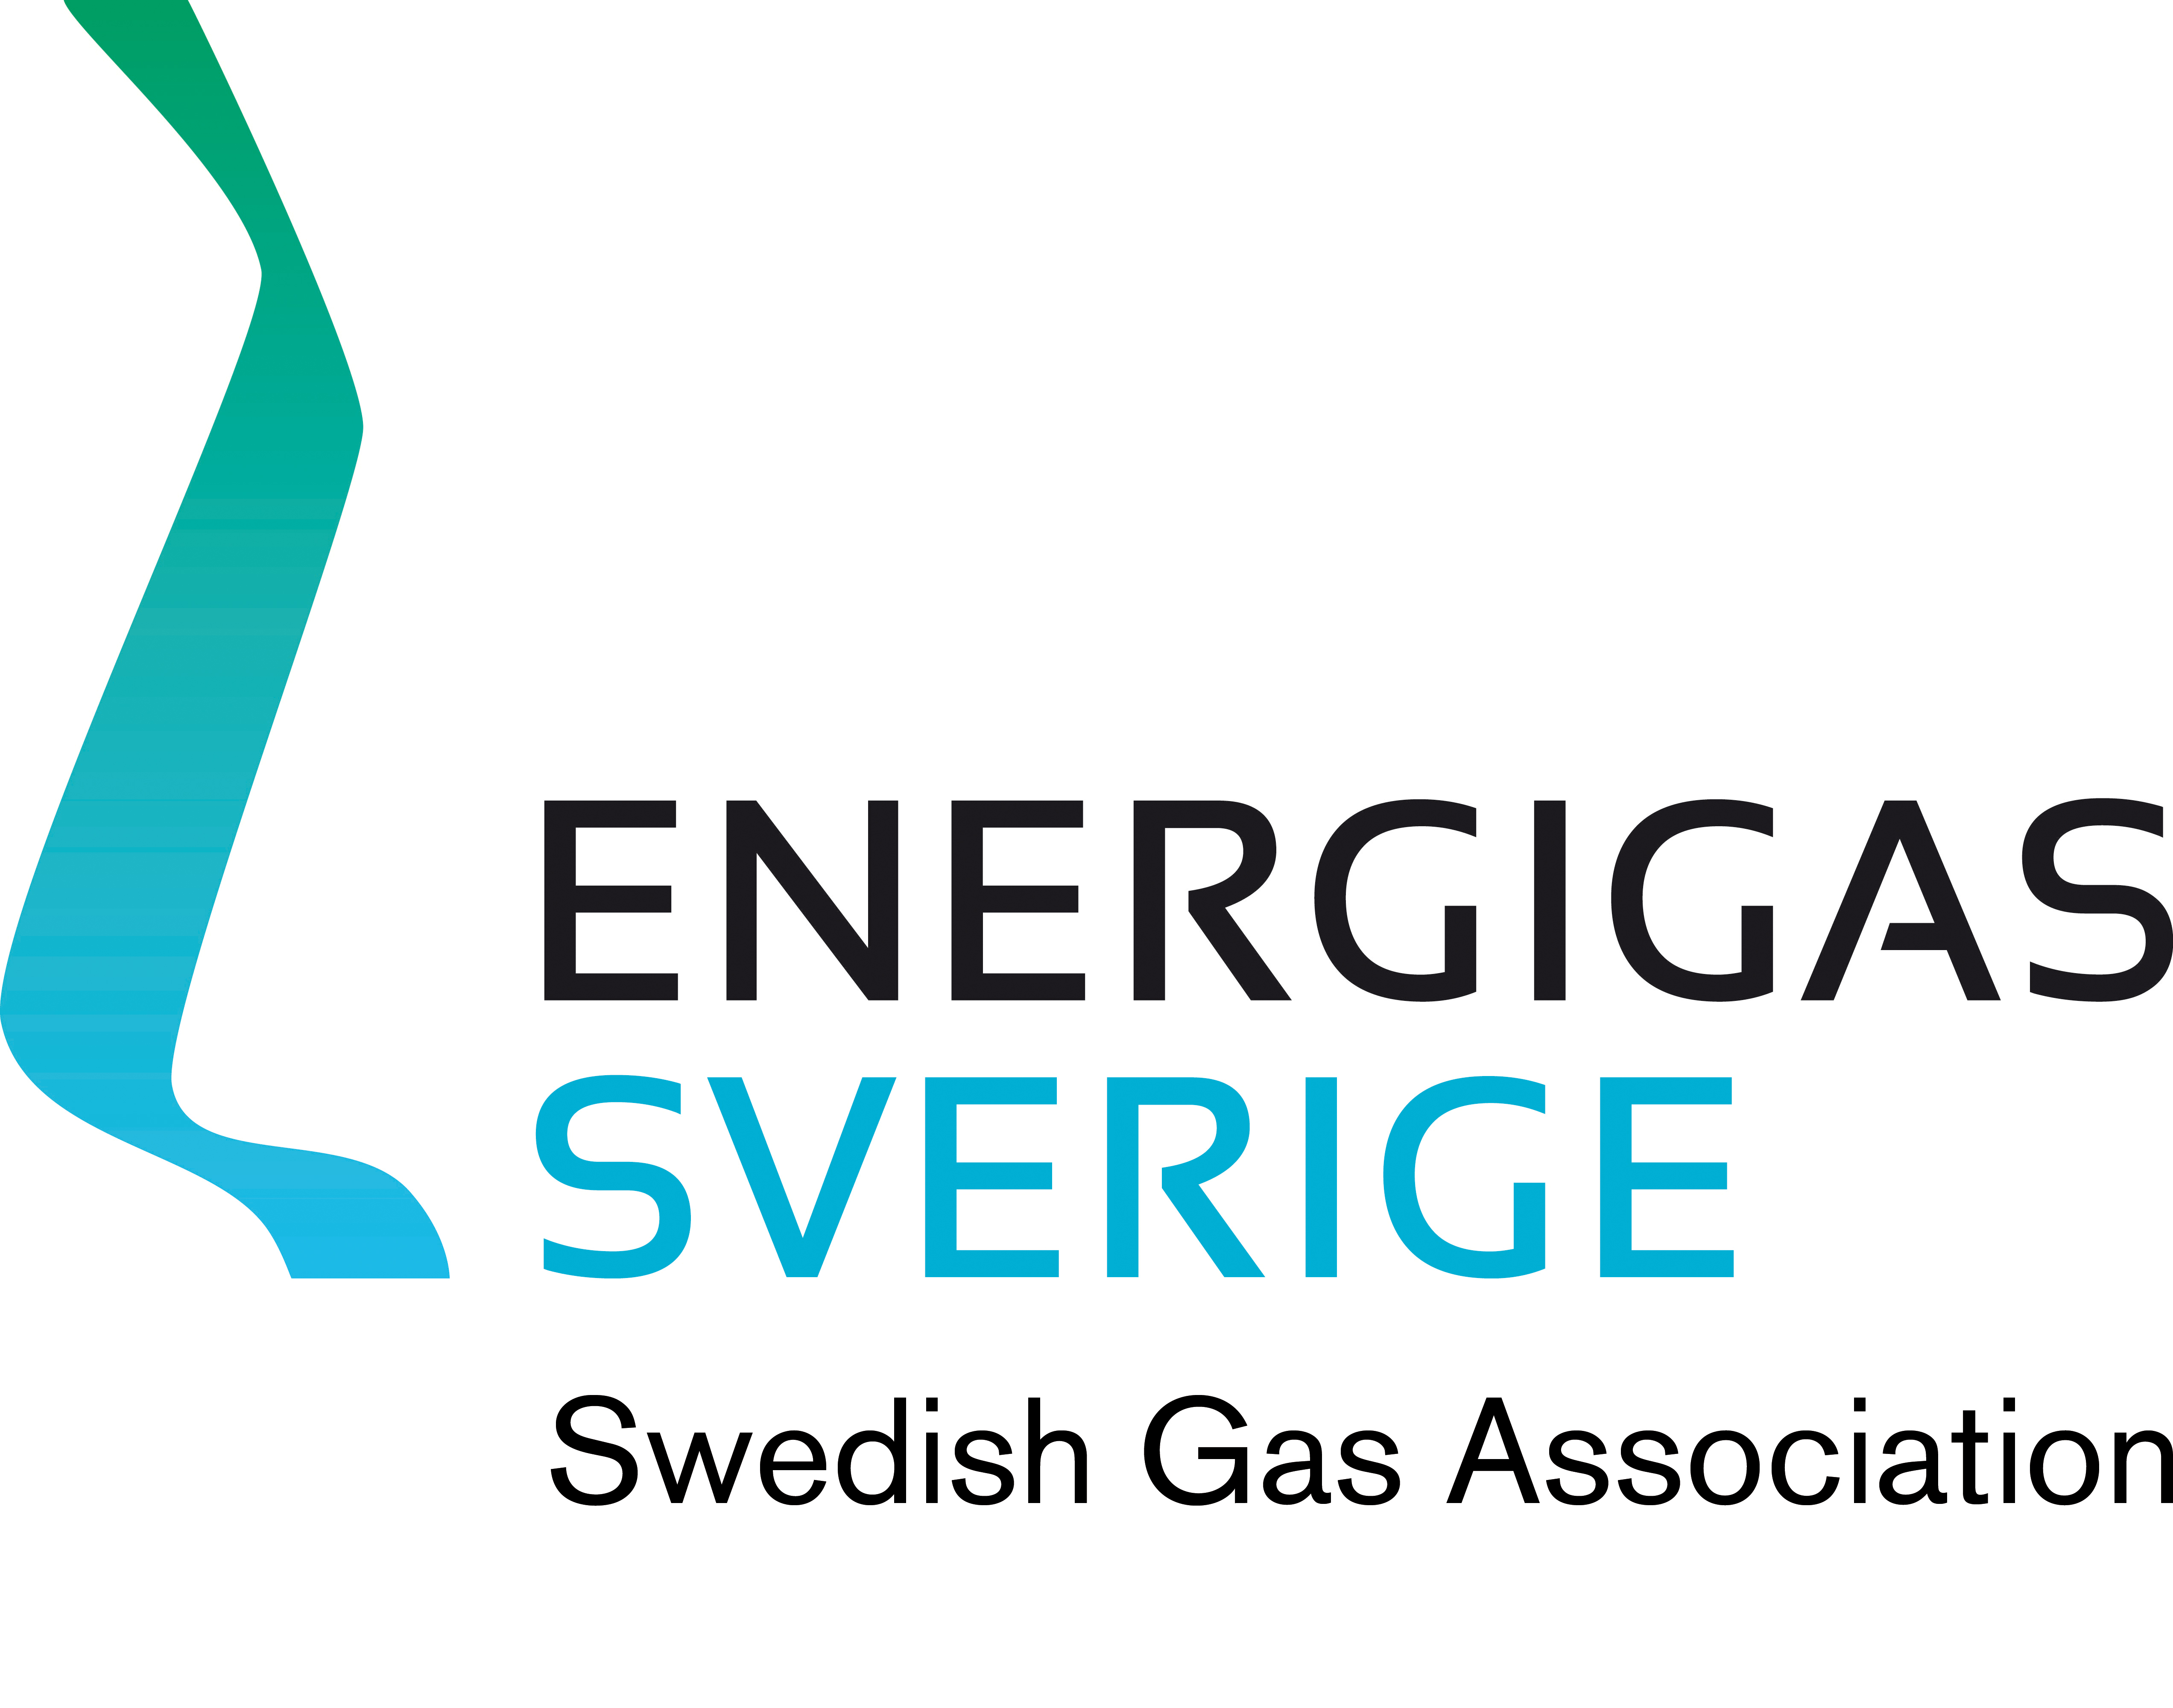 ENERGIGAS
SVERIGE
Swedish Gas Association